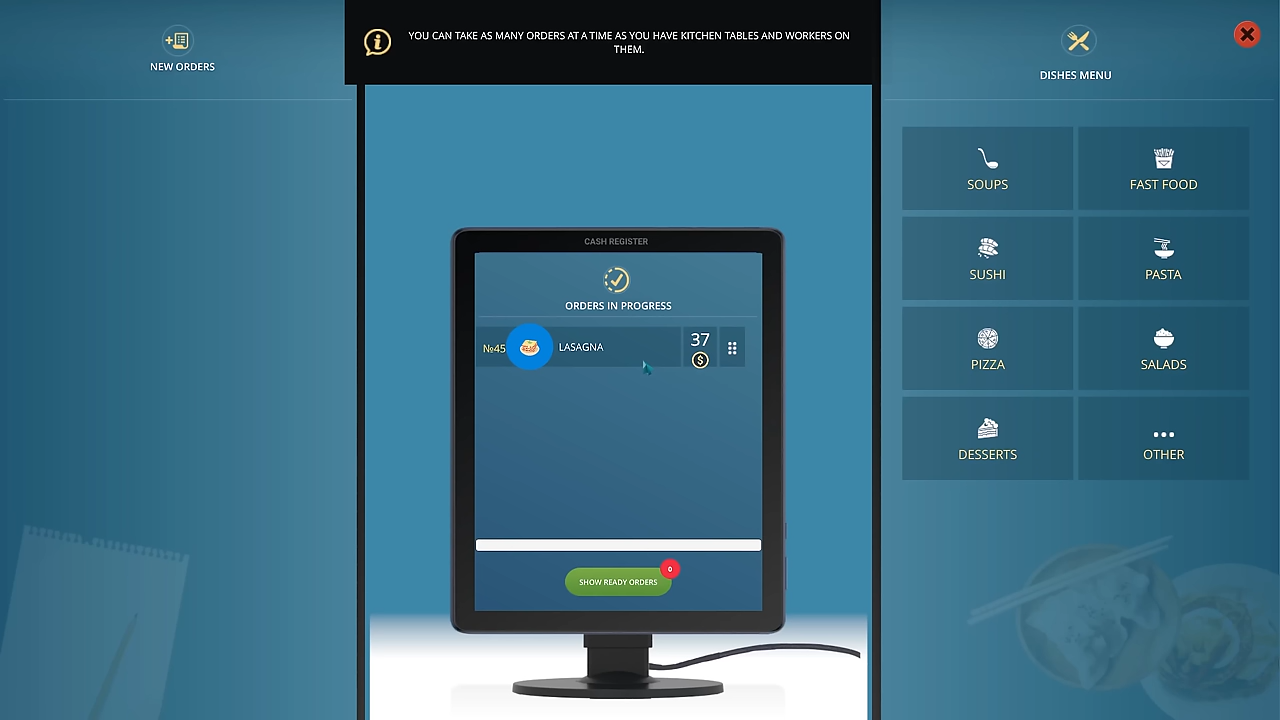 NEW ORDERS
YOU CAN TAKE AS MANY ORDERS AT A TIME AS YOU HAVE KITCHEN TABLES AND WORKERS ON
THEM.
DISHES MENU
SOUPS
FAST FOOD
SUSHI
PASTA
PIZZA
SALADS
DESSERTS
OTHER
CASH REGISTER
ORDERS IN PROGRESS
№45
LASAGNA
37
$
SHOW READY ORDERS
0